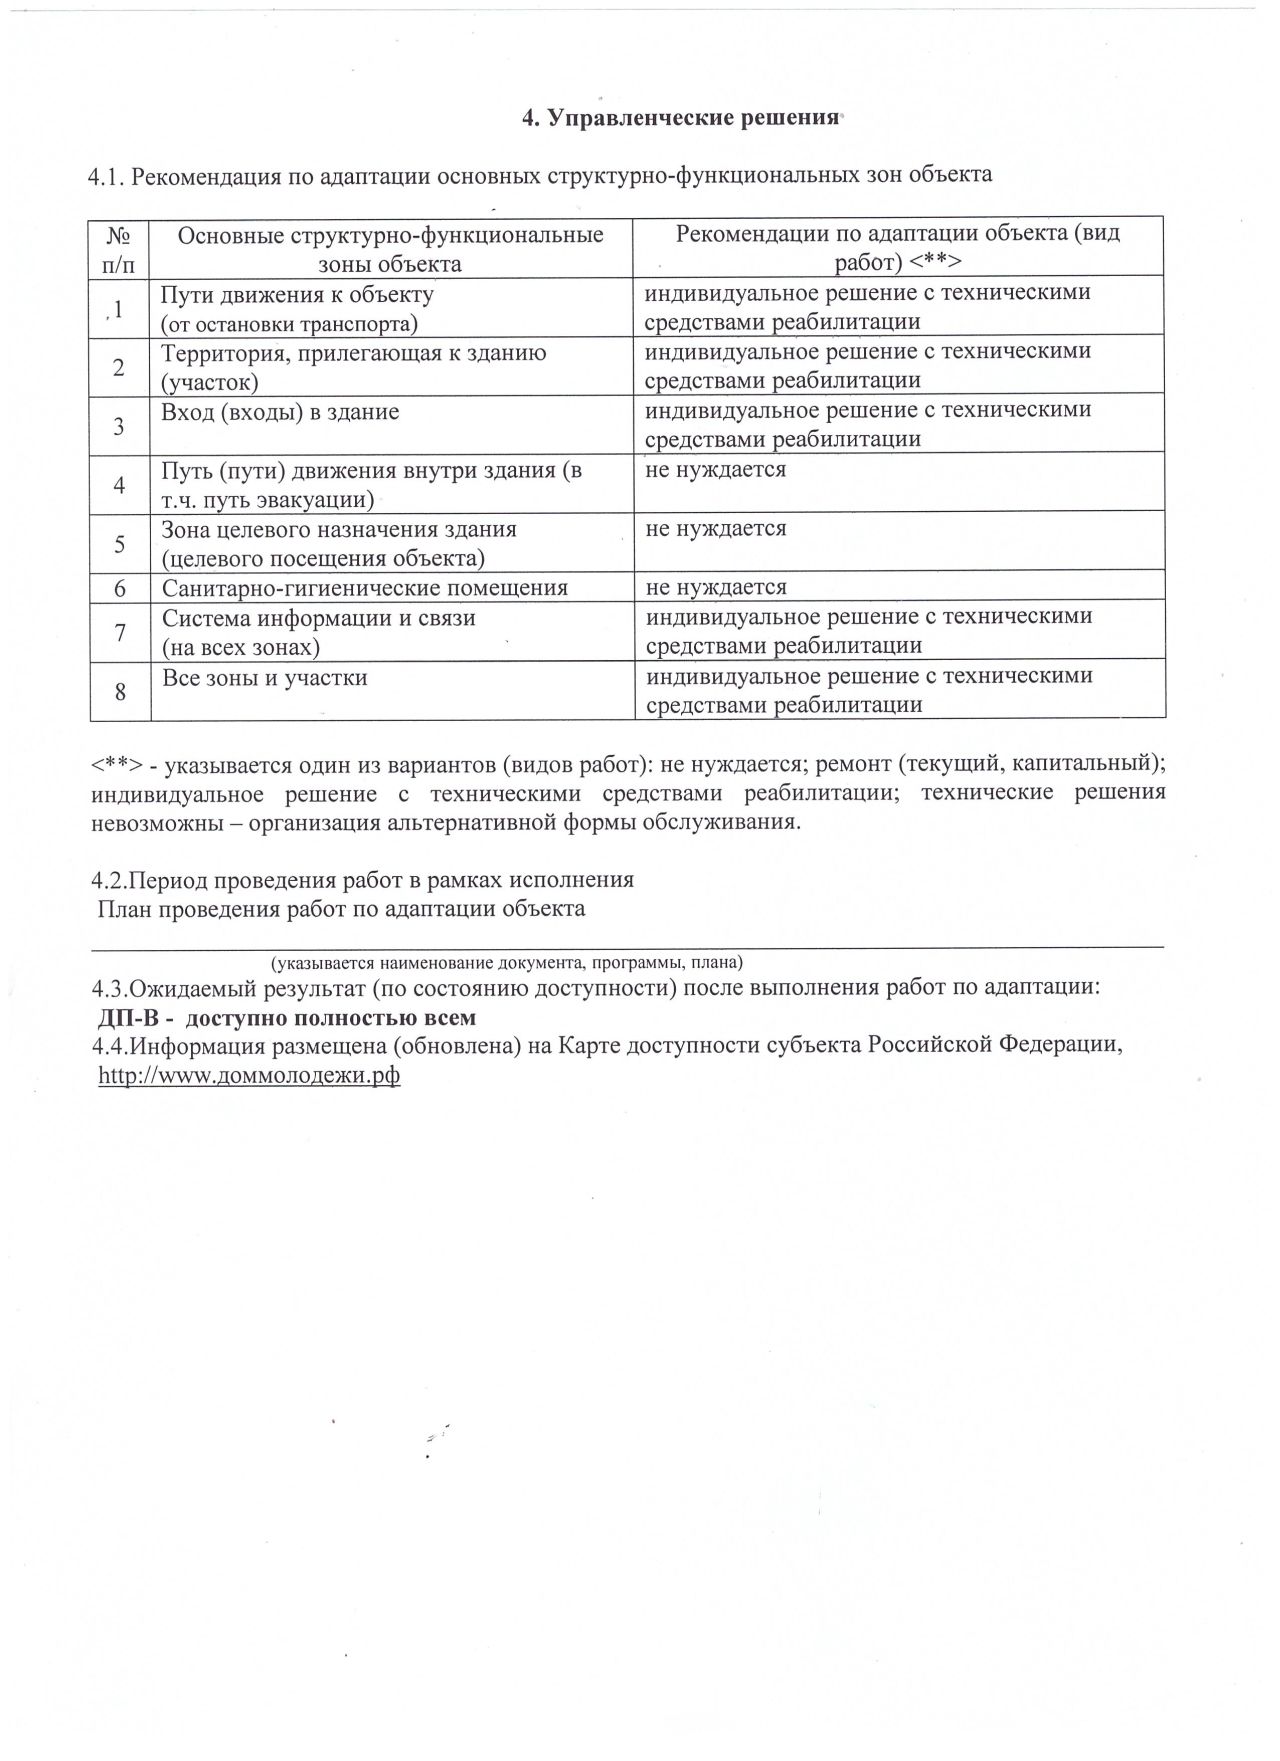 4. Управленческие решения
4.1. Рекомендация по адаптации основных структурно-функциональных зон объекта
№ п/п
Основные структурно-функциональные зоны объекта
Рекомендации по адаптации объекта (вид работ) <**>
1
Пути движения к объекту
(от остановки транспорта)
индивидуальное решение с техническими
средствами реабилитации
2
Территория, прилегающая к зданию
(участок)
индивидуальное решение с техническими
средствами реабилитации
3
Вход (входы) в здание
индивидуальное решение с техническими
средствами реабилитации
4
Путь (пути) движения внутри здания (в
т.ч. путь эвакуации)
не нуждается
5
Зона целевого назначения здания
(целевого посещения объекта)
не нуждается
6
Санитарно-гигиенические помещения
не нуждается
7
Система информации и связи
(на всех зонах)
индивидуальное решение с техническими
средствами реабилитации
8
Все зоны и участки
индивидуальное решение с техническими
средствами реабилитации
<**> - указывается один из вариантов (видов работ): не нуждается; ремонт (текущий, капитальный);
индивидуальное решение с техническими средствами реабилитации; технические решения
невозможны – организация альтернативной формы обслуживания.
4.2.Период проведения работ в рамках исполнения
План проведения работ по адаптации объекта
(указывается наименование документа, программы, плана)
4.3.Ожидаемый результат (по состоянию доступности) после выполнения работ по адаптации:
ДП-В - доступно полностью всем
4.4.Информация размещена (обновлена) на Карте доступности субъекта Российской Федерации,
http://www.доммолодежи.рф